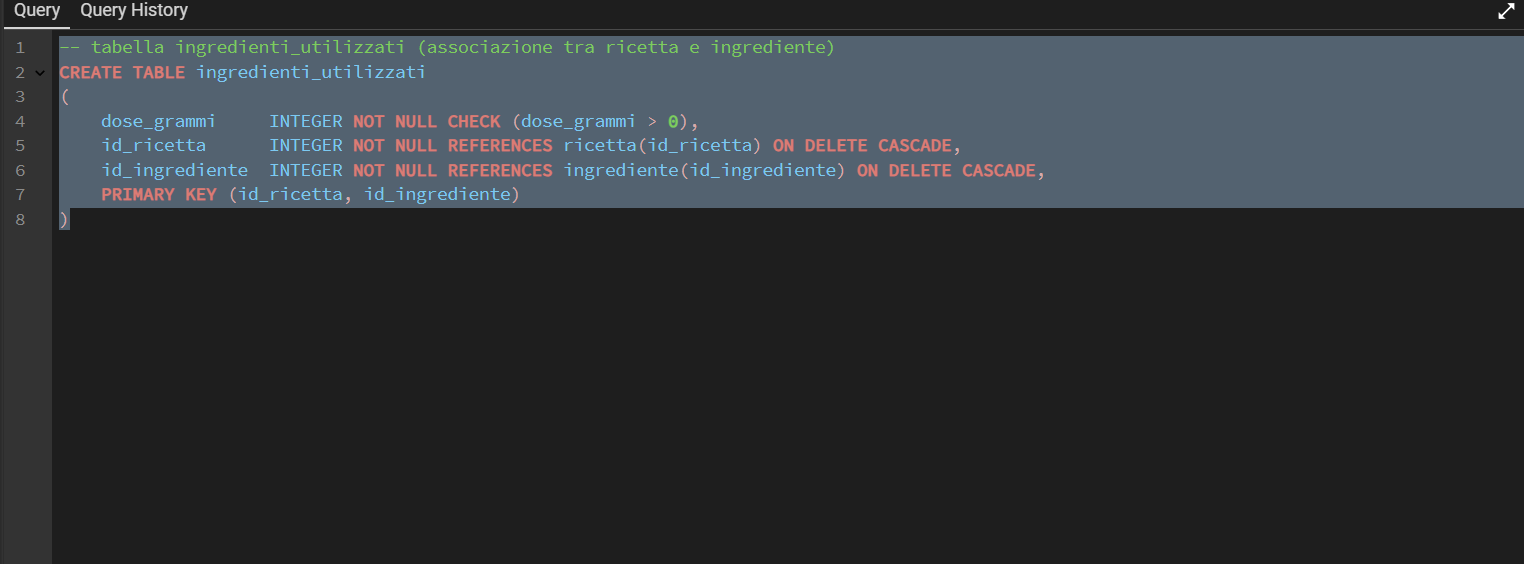 Query Query History
1 -- tabella ingredienti_utilizzati (associazione tra ricetta e ingrediente)
2 CREATE TABLE ingredienti_utilizzati
3 (
4 dose_grammi INTEGER NOT NULL CHECK (dose_grammi > 0),
5 id_ricetta INTEGER NOT NULL REFERENCES ricetta(id_ricetta) ON DELETE CASCADE,
6 id_ingrediente INTEGER NOT NULL REFERENCES ingrediente(id_ingrediente) ON DELETE CASCADE,
7 PRIMARY KEY (id_ricetta, id_ingrediente)
8 )